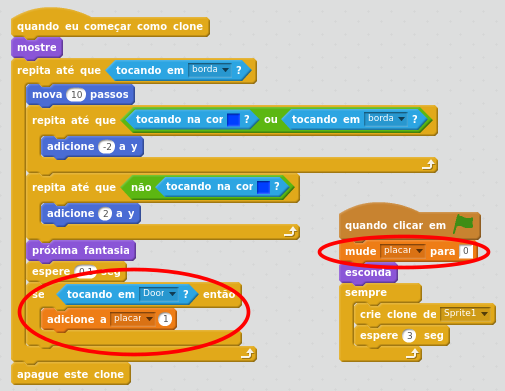 quando eu começar como clone
mostre
repita até que tocando em borda ?
mova 10 passos
repita até que tocando na cor ? ou tocando em borda ?
adicione -2 a y
repita até que não tocando na cor ?
adicione 2 a y
próxima fantasia
espere 0.1 seg
se tocando em Door ? então
adicione a placar 1
apague este clone
quando clicar em
mude placar para 0
esconda
sempre
crie clone de Sprite1
espere 3 seg